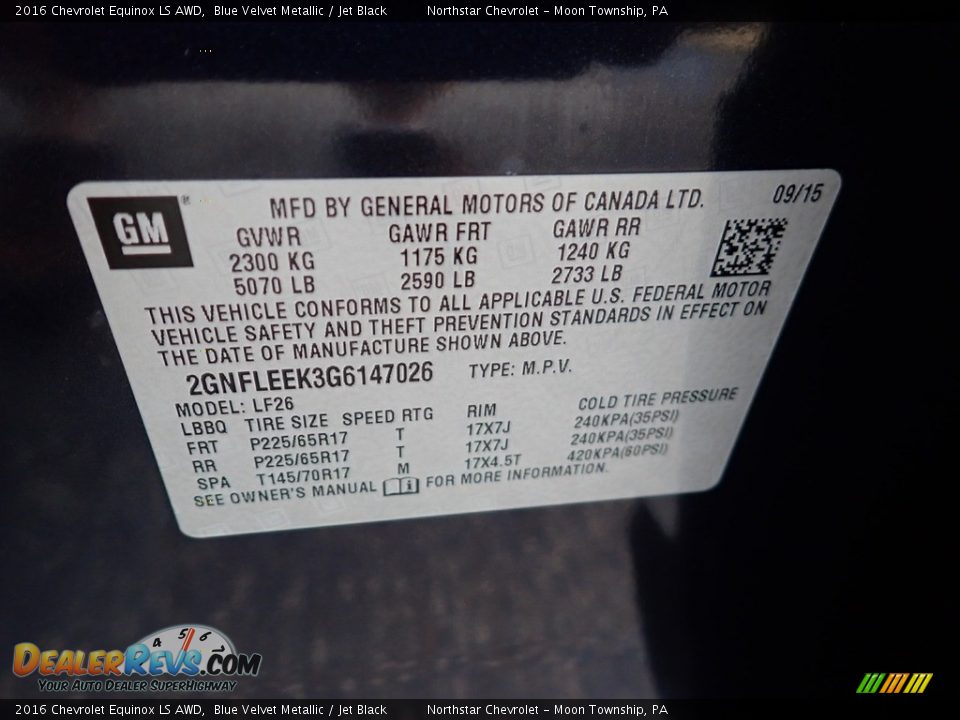 2016 Chevrolet Equinox LS AWD, Blue Velvet Metallic / Jet Black Northstar Chevrolet - Moon Township, PA
GM ®
MFD BY GENERAL MOTORS OF CANADA LTD. 09/15
GVWR GAWR FRT GAWR RR
2300 KG 1175 KG 1240 KG
5070 LB 2590 LB 2733 LB
THIS VEHICLE CONFORMS TO ALL APPLICABLE U.S. FEDERAL MOTOR
VEHICLE SAFETY AND THEFT PREVENTION STANDARDS IN EFFECT ON
THE DATE OF MANUFACTURE SHOWN ABOVE.
2GNFLEEK3G6147026 TYPE: M.P.V.
MODEL: LF26
LBBQ TIRE SIZE SPEED RTG RIM COLD TIRE PRESSURE
FRT P225/65R17 T 17X7J 240KPA(35PSI)
RR P225/65R17 T 17X7J 240KPA(35PSI)
SPA T145/70R17 M 17X4.5T 420KPA(60PSI)
SEE OWNER'S MANUAL i FOR MORE INFORMATION.
4 5 6
DEALERREVS.COM
YOUR AUTO DEALER SUPERHIGHWAY
2016 Chevrolet Equinox LS AWD, Blue Velvet Metallic / Jet Black Northstar Chevrolet - Moon Township, PA